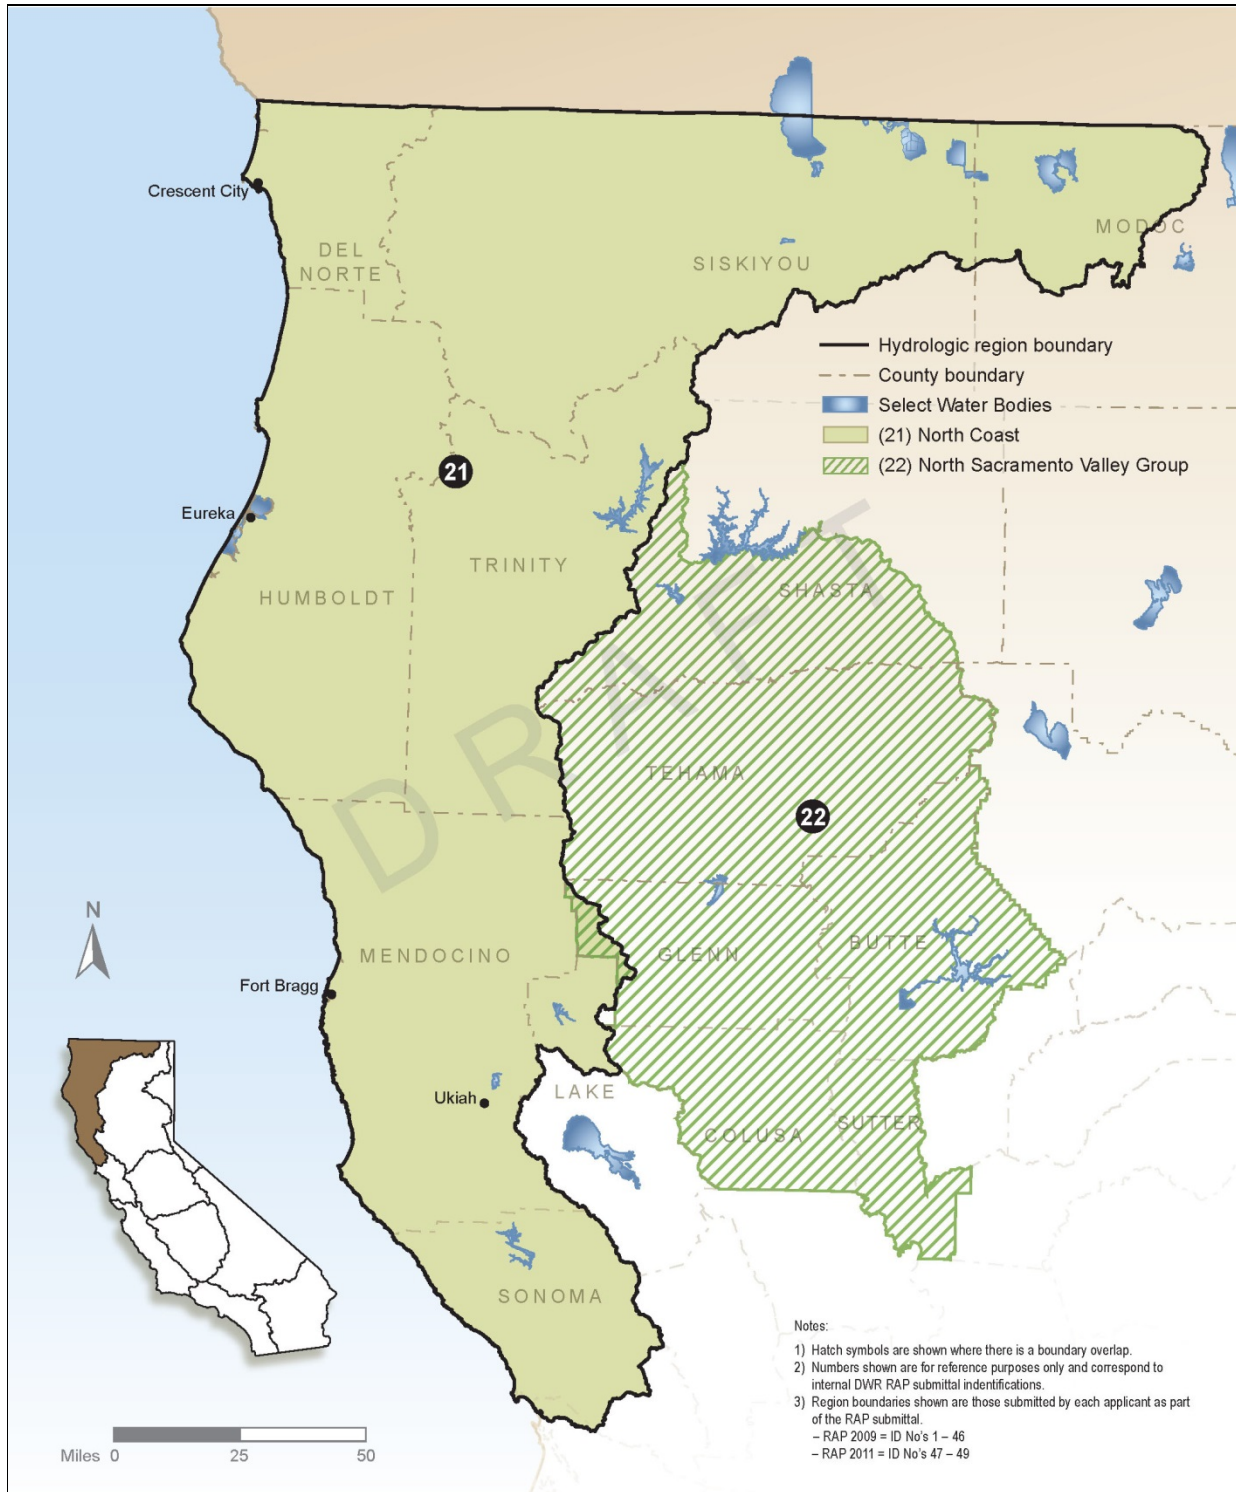 Crescent City
DEL
NORTE
SISKIYOU
MODOC
Hydrologic region boundary
County boundary
Select Water Bodies
(21) North Coast
(22) North Sacramento Valley Group
21
Eureka
TRINITY
HUMBOLDT
SHASTA
DRAFT
TEHAMA
22
N
MENDOCINO
GLENN
BUTTE
Fort Bragg
Ukiah
LAKE
COLUSA
SUTTER
SONOMA
Notes:
1) Hatch symbols are shown where there is a boundary overlap.
2) Numbers shown are for reference purposes only and correspond to
internal DWR RAP submittal indentifications.
3) Region boundaries shown are those submitted by each applicant as part
of the RAP submittal.
– RAP 2009 = ID No's 1 – 46
– RAP 2011 = ID No's 47 – 49
Miles 0 25 50